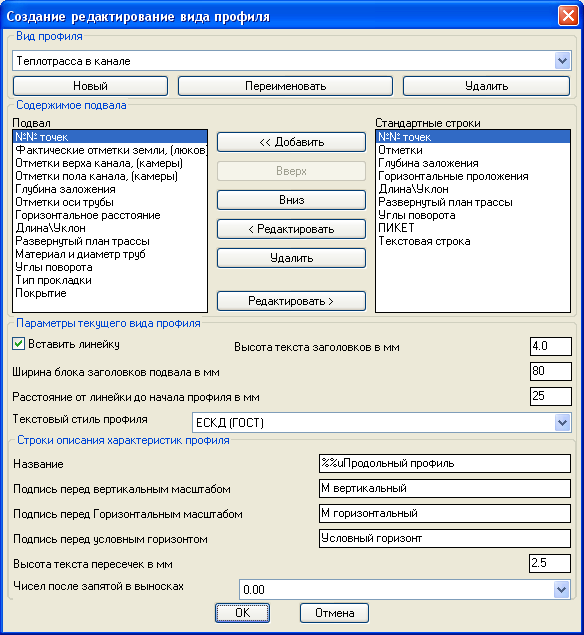 Создание редактирование вида профиля
Вид профиля
Теплотрасса в канале
Новый
Переименовать
Удалить
Содержимое подвала
Подвал
№№ точек
Фактические отметки земли, (люков)
Отметки верха канала, (камеры)
Отметки пола канала, (камеры)
Глубина заложения
Отметки оси трубы
Горизонтальное расстояние
Длина\Уклон
Развернутый план трассы
Материал и диаметр труб
Углы поворота
Тип прокладки
Покрытие
<< Добавить
Вверх
Вниз
< Редактировать
Удалить
Редактировать >
Стандартные строки
№№ точек
Отметки
Глубина заложения
Горизонтальные проложения
Длина\Уклон
Развернутый план трассы
Углы поворота
ПИКЕТ
Текстовая строка
Параметры текущего вида профиля
Вставить линейку
Высота текста заголовков в мм
4.0
Ширина блока заголовков подвала в мм
80
Расстояние от линейки до начала профиля в мм
25
Текстовый стиль профиля
ЕСКД (ГОСТ)
Строки описания характеристик профиля
Название
%%uПродольный профиль
Подпись перед вертикальным масштабом
М вертикальный
Подпись перед Горизонтальным масштабом
М горизонтальный
Подпись перед условным горизонтом
Условный горизонт
Высота текста пересечек в мм
2.5
Чисел после запятой в выносках
0.00
OK
Отмена